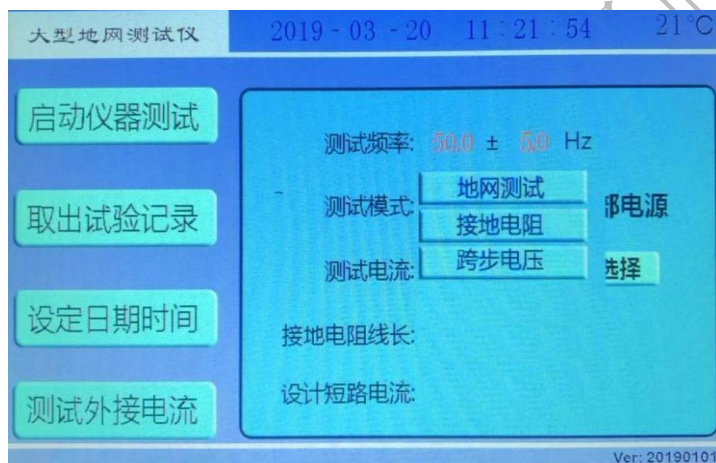 大型地网测试仪
2019 - 03 - 20 11 : 21 : 54 21°C
启动仪器测试
取出试验记录
设定日期时间
测试外接电流
测试频率: 50.0 ± 5.0 Hz
测试模式:
地网测试
接地电阻
跨步电压
部电源
测试电流:
选择
接地电阻线长:
设计短路电流:
Ver: 20190101